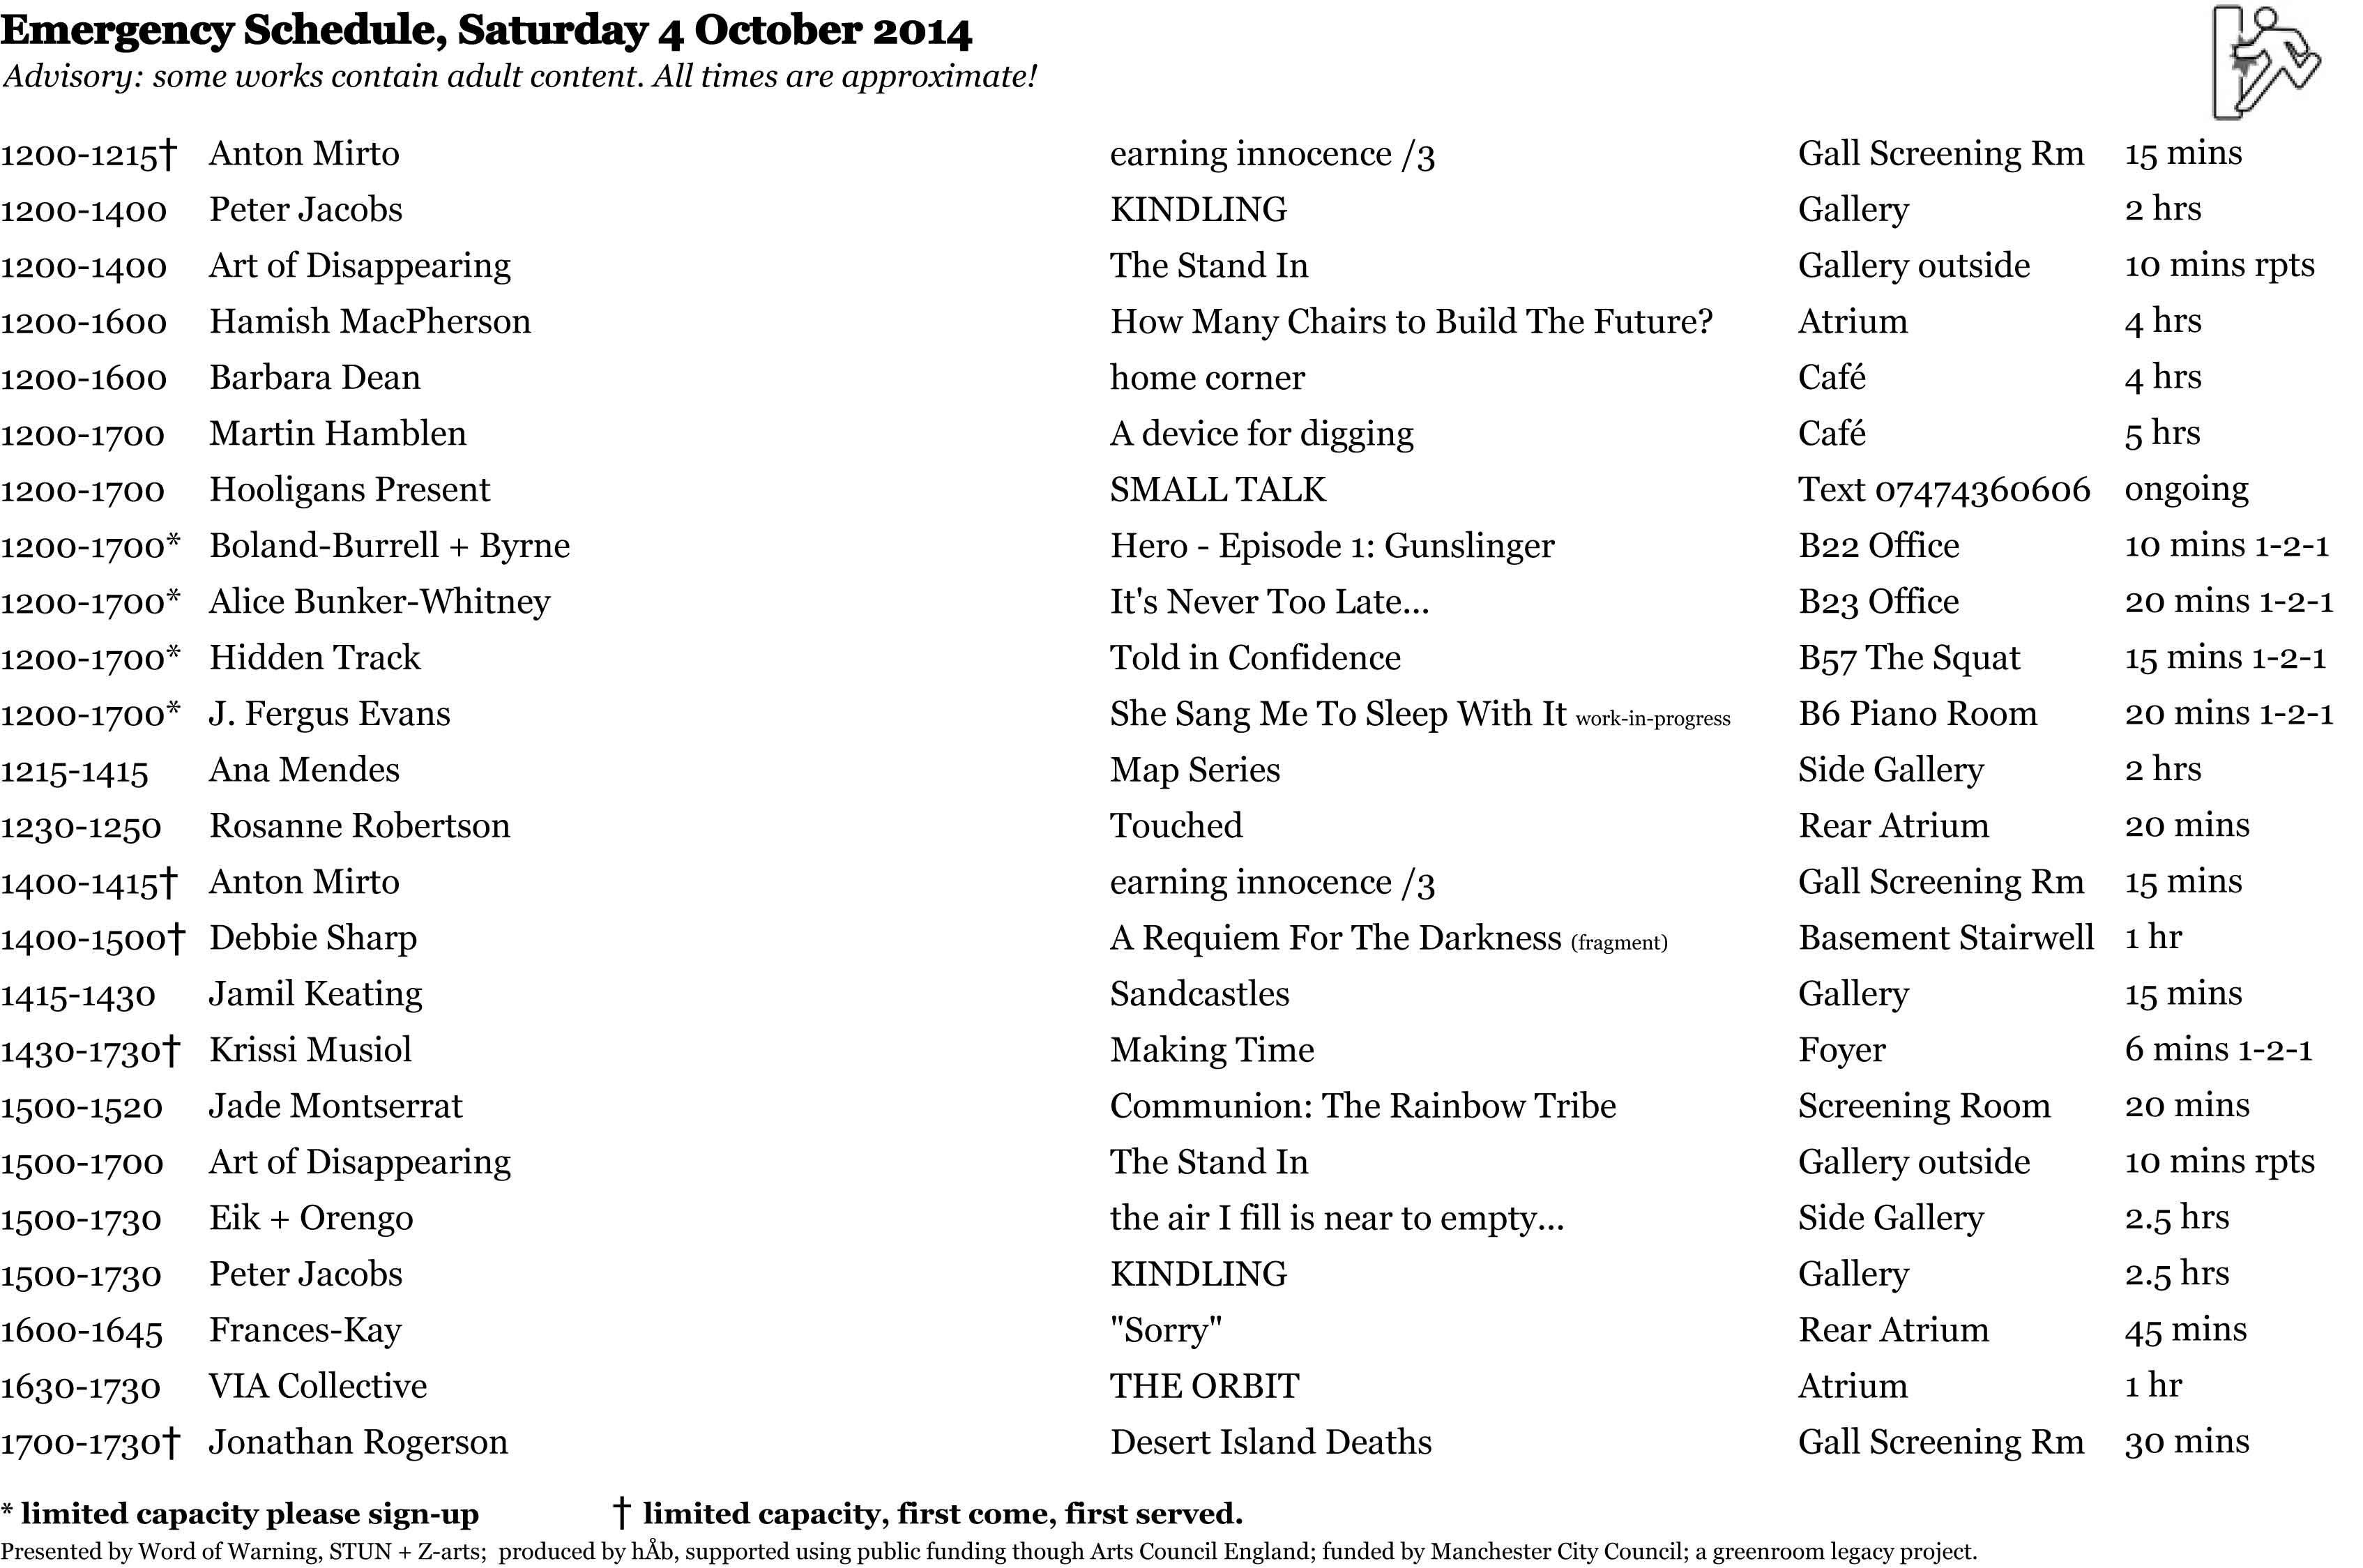 Emergency Schedule, Saturday 4 October 2014
Advisory: some works contain adult content. All times are approximate!
1200-1215† Anton Mirto earning innocence /3 Gall Screening Rm 15 mins
1200-1400 Peter Jacobs KINDLING Gallery 2 hrs
1200-1400 Art of Disappearing The Stand In Gallery outside 10 mins rpts
1200-1600 Hamish MacPherson How Many Chairs to Build The Future? Atrium 4 hrs
1200-1600 Barbara Dean home corner Café 4 hrs
1200-1700 Martin Hamblen A device for digging Café 5 hrs
1200-1700 Hooligans Present SMALL TALK Text 07474360606 ongoing
1200-1700* Boland-Burrell + Byrne Hero - Episode 1: Gunslinger B22 Office 10 mins 1-2-1
1200-1700* Alice Bunker-Whitney It's Never Too Late... B23 Office 20 mins 1-2-1
1200-1700* Hidden Track Told in Confidence B57 The Squat 15 mins 1-2-1
1200-1700* J. Fergus Evans She Sang Me To Sleep With It work-in-progress B6 Piano Room 20 mins 1-2-1
1215-1415 Ana Mendes Map Series Side Gallery 2 hrs
1230-1250 Rosanne Robertson Touched Rear Atrium 20 mins
1400-1415† Anton Mirto earning innocence /3 Gall Screening Rm 15 mins
1400-1500† Debbie Sharp A Requiem For The Darkness (fragment) Basement Stairwell 1 hr
1415-1430 Jamil Keating Sandcastles Gallery 15 mins
1430-1730† Krissi Musiol Making Time Foyer 6 mins 1-2-1
1500-1520 Jade Montserrat Communion: The Rainbow Tribe Screening Room 20 mins
1500-1700 Art of Disappearing The Stand In Gallery outside 10 mins rpts
1500-1730 Eik + Orengo the air I fill is near to empty... Side Gallery 2.5 hrs
1500-1730 Peter Jacobs KINDLING Gallery 2.5 hrs
1600-1645 Frances-Kay "Sorry" Rear Atrium 45 mins
1630-1730 VIA Collective THE ORBIT Atrium 1 hr
1700-1730† Jonathan Rogerson Desert Island Deaths Gall Screening Rm 30 mins
* limited capacity please sign-up † limited capacity, first come, first served.
Presented by Word of Warning, STUN + Z-arts; produced by hÅb, supported using public funding though Arts Council England; funded by Manchester City Council; a greenroom legacy project.